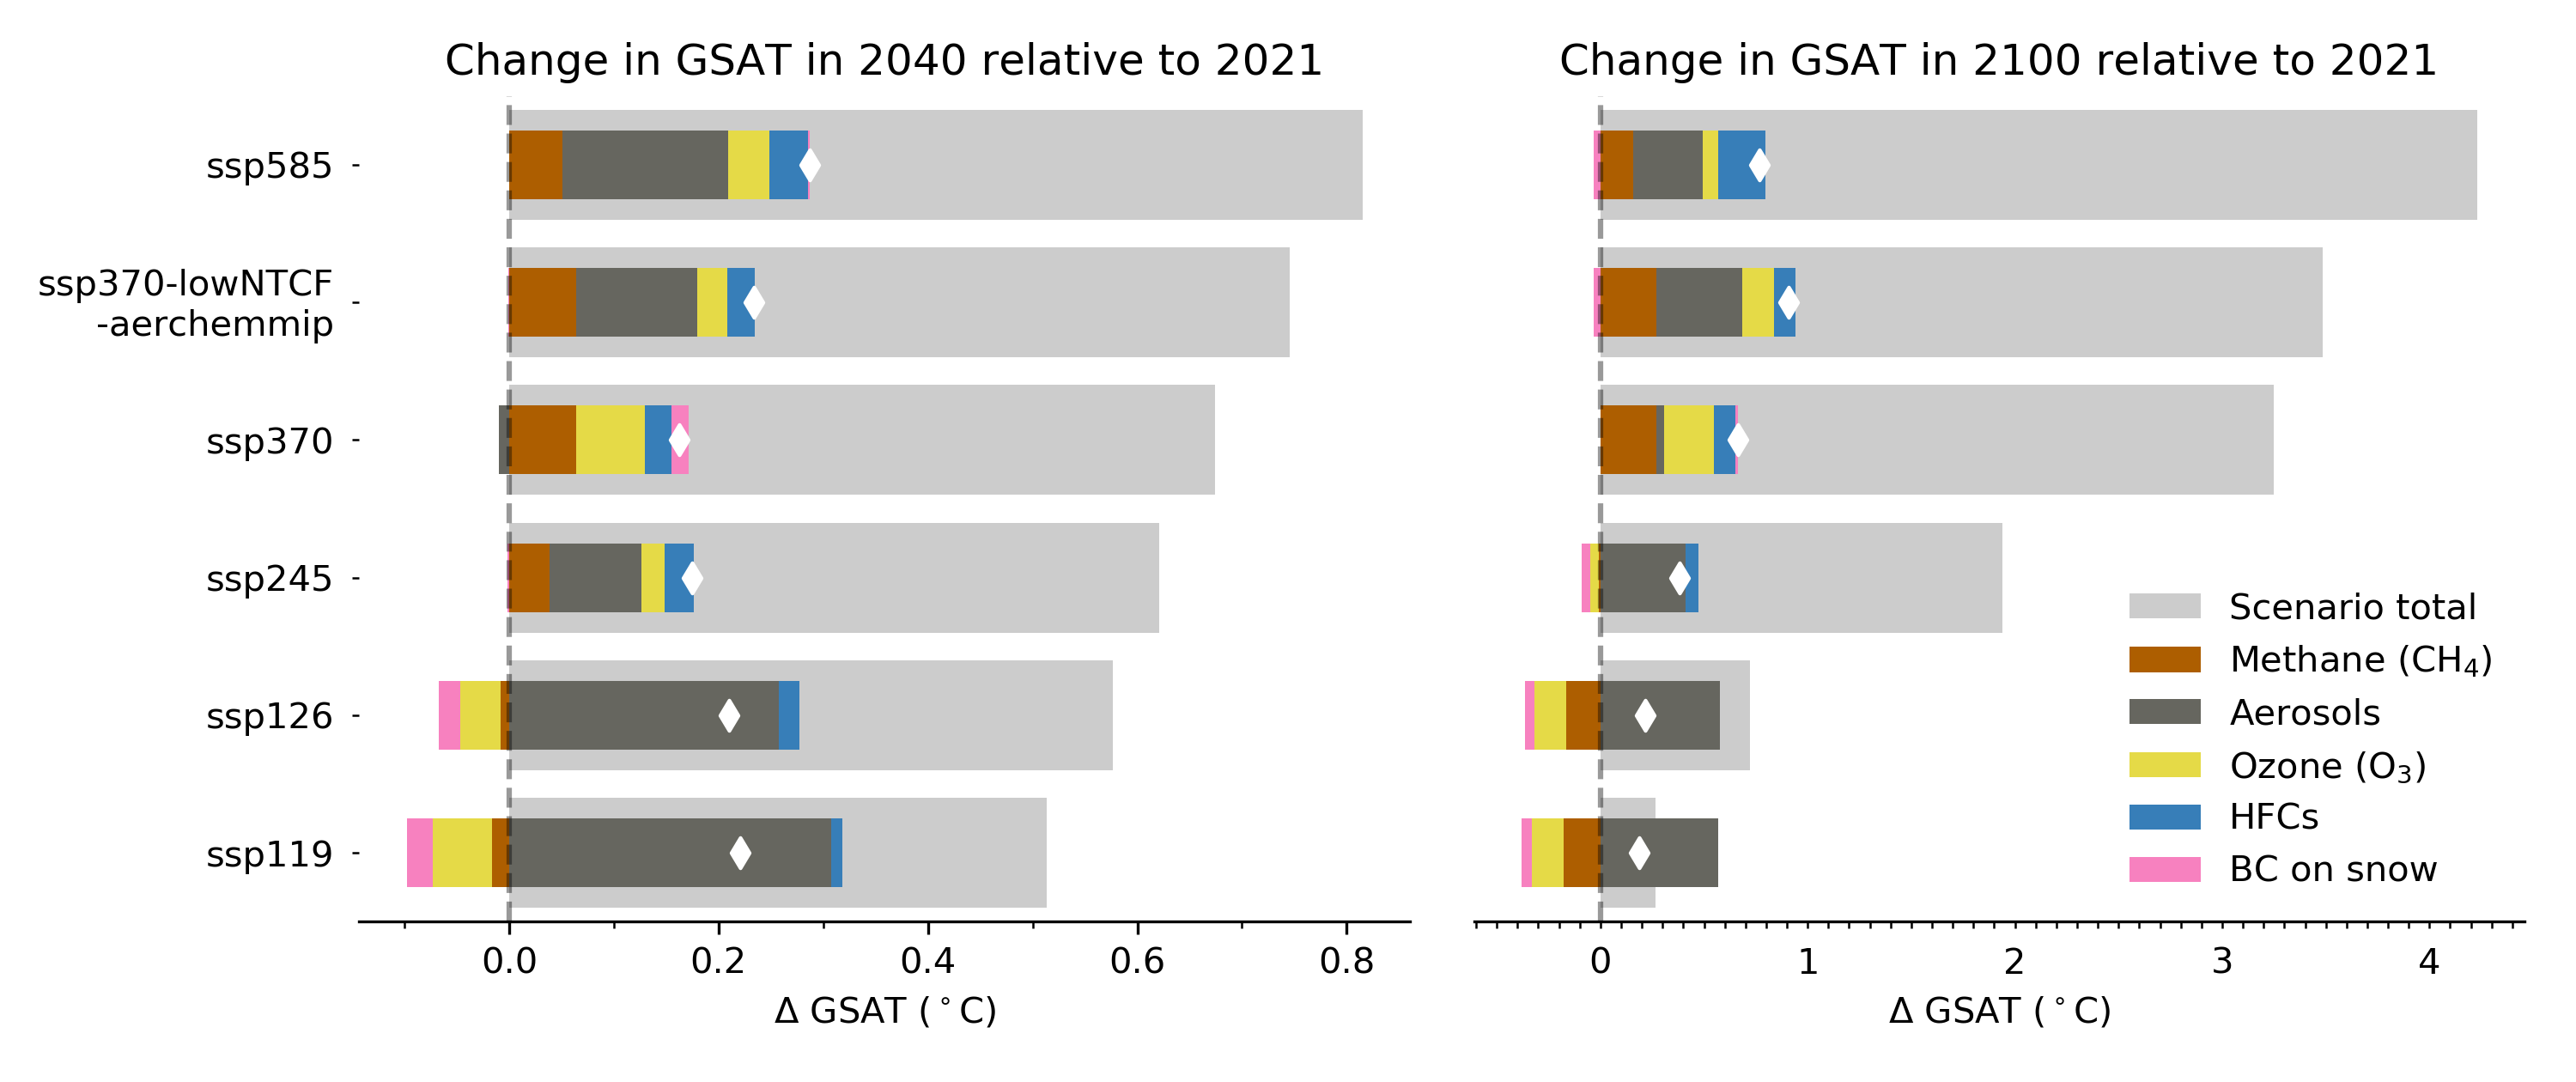 Change in GSAT in 2040 relative to 2021
ssp585
ssp370-lowNTCF
-aerchemmip
ssp370
ssp245
ssp126
ssp119
0.0 0.2 0.4 0.6 0.8
Δ GSAT (°C)
Change in GSAT in 2100 relative to 2021
Scenario total
Methane (CH₄)
Aerosols
Ozone (O₃)
HFCs
BC on snow
0 1 2 3 4
Δ GSAT (°C)